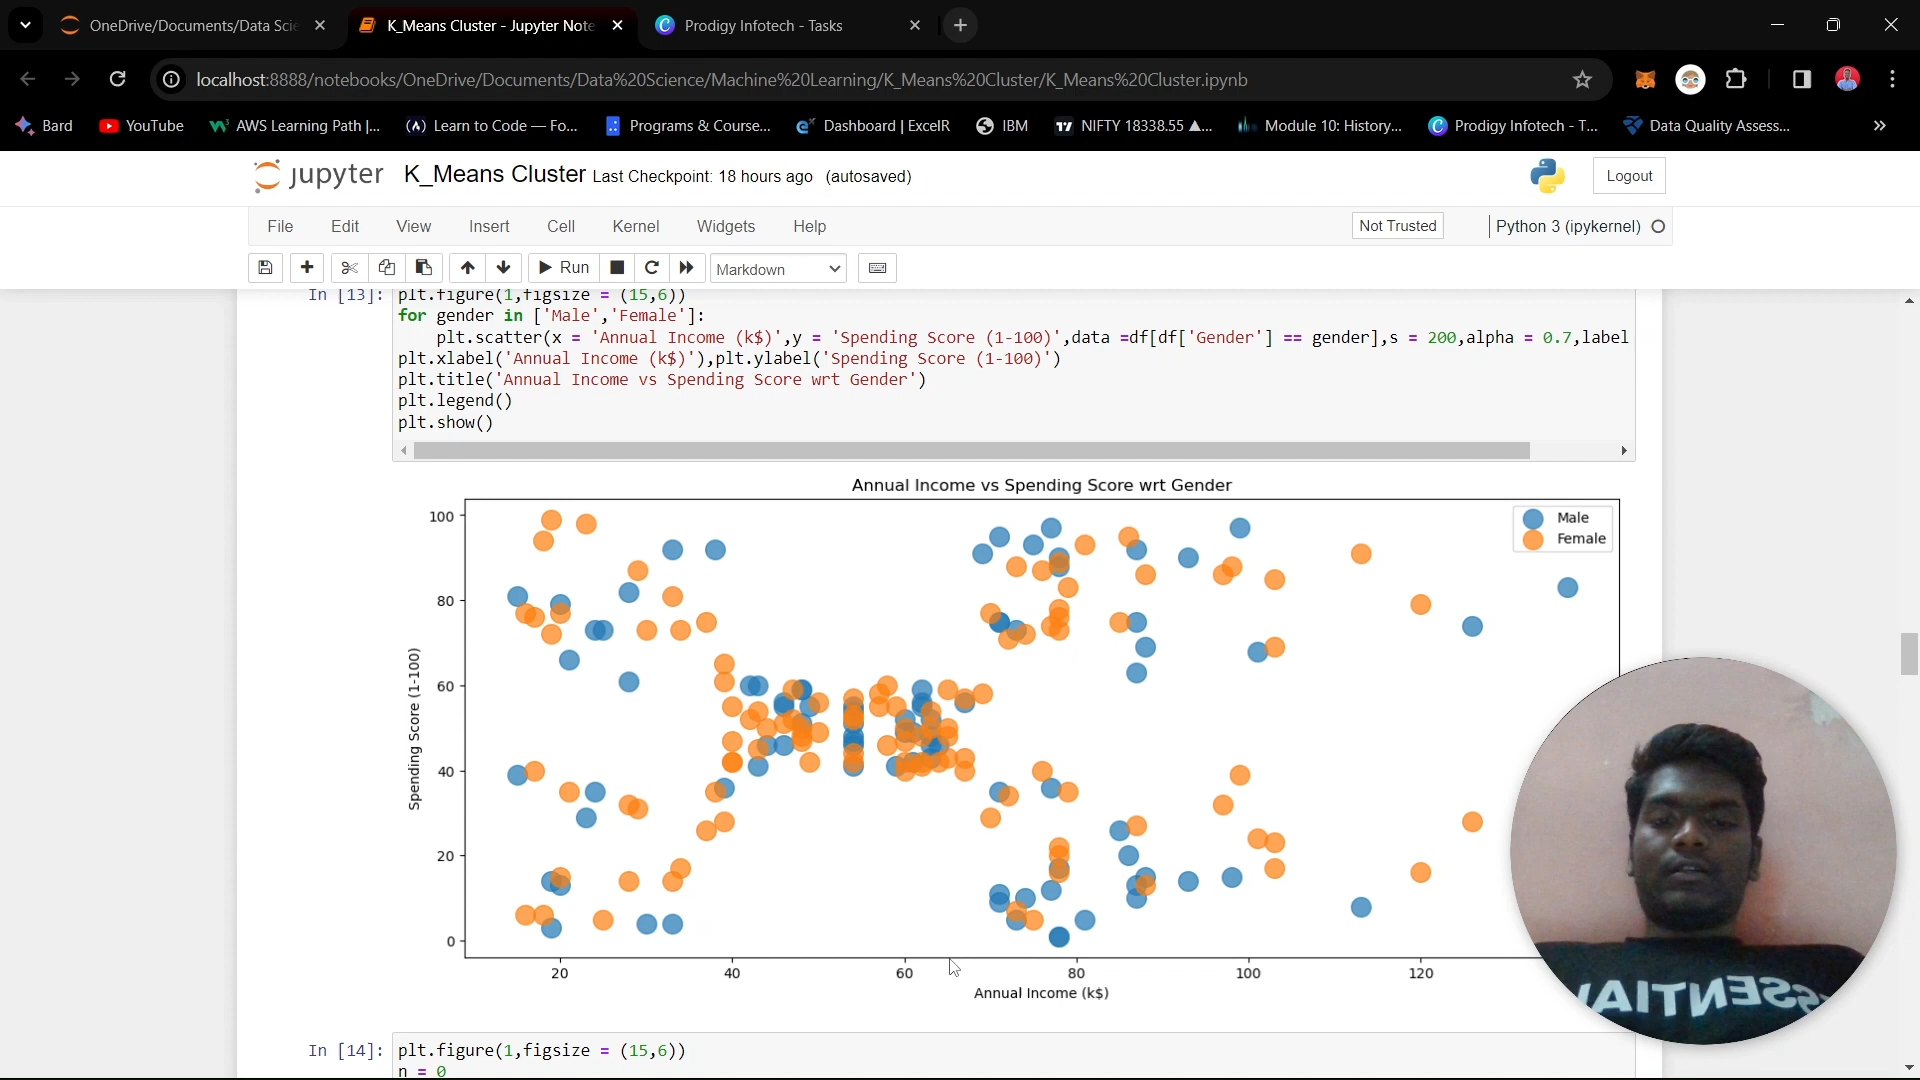 OneDrive/Documents/Data Scie
K_Means Cluster - Jupyter Note
Prodigy Infotech - Tasks
localhost:8888/notebooks/OneDrive/Documents/Data%20Science/Machine%20Learning/K_Means%20Cluster/K_Means%20Cluster.ipynb
Bard YouTube AWS Learning Path |... Learn to Code — Fo... Programs & Course... Dashboard | ExcelR IBM NIFTY 18338.55 ▲... Module 10: History... Prodigy Infotech - T... Data Quality Assess...
jupyter K_Means Cluster Last Checkpoint: 18 hours ago (autosaved) Logout
File Edit View Insert Cell Kernel Widgets Help Not Trusted Python 3 (ipykernel)
Run Markdown
In [13]: plt.figure(1,figsize = (15,6))
for gender in ['Male','Female']:
plt.scatter(x = 'Annual Income (k$)',y = 'Spending Score (1-100)',data =df[df['Gender'] == gender],s = 200,alpha = 0.7,label
plt.xlabel('Annual Income (k$)'),plt.ylabel('Spending Score (1-100)')
plt.title('Annual Income vs Spending Score wrt Gender')
plt.legend()
plt.show()
Annual Income vs Spending Score wrt Gender
Male
Female
100
80
60
40
20
0
Spending Score (1-100)
20 40 60 80 100 120
Annual Income (k$)
ESSENTIA
In [14]: plt.figure(1,figsize = (15,6))
n = 0